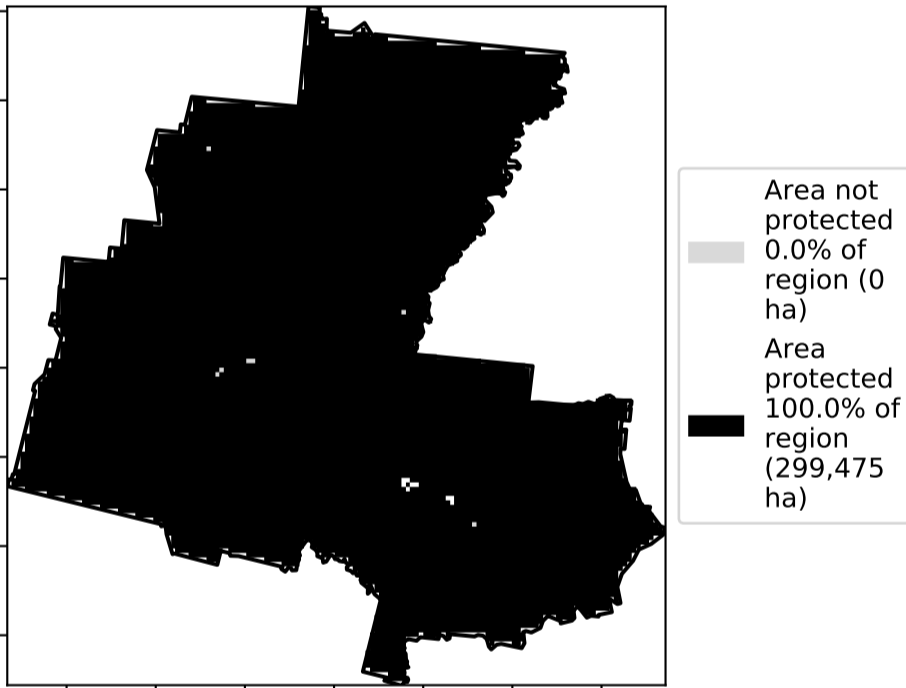 Area not
protected
0.0% of
region (0
ha)
Area
protected
100.0% of
region
(299,475
ha)